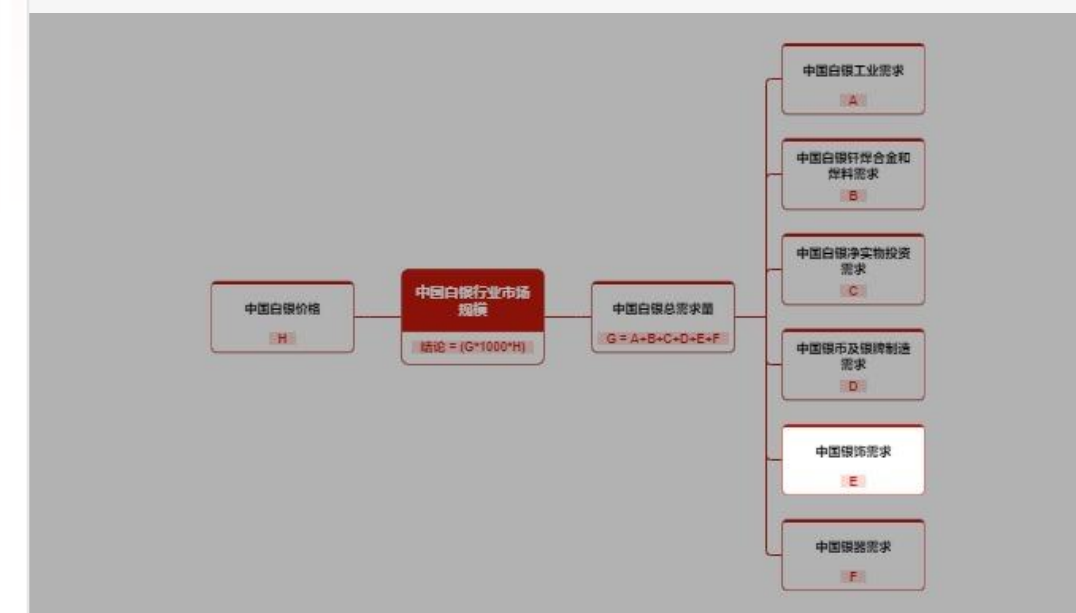 中国白银工业需求
A
中国白银钎焊合金和
焊料需求
B
中国白银净实物投资
需求
C
中国白银价格
H
中国白银行业市场
规模
结论 = (G*1000*H)
中国白银总需求量
G = A+B+C+D+E+F
中国银币及银牌制造
需求
D
中国银饰需求
E
中国银器需求
F